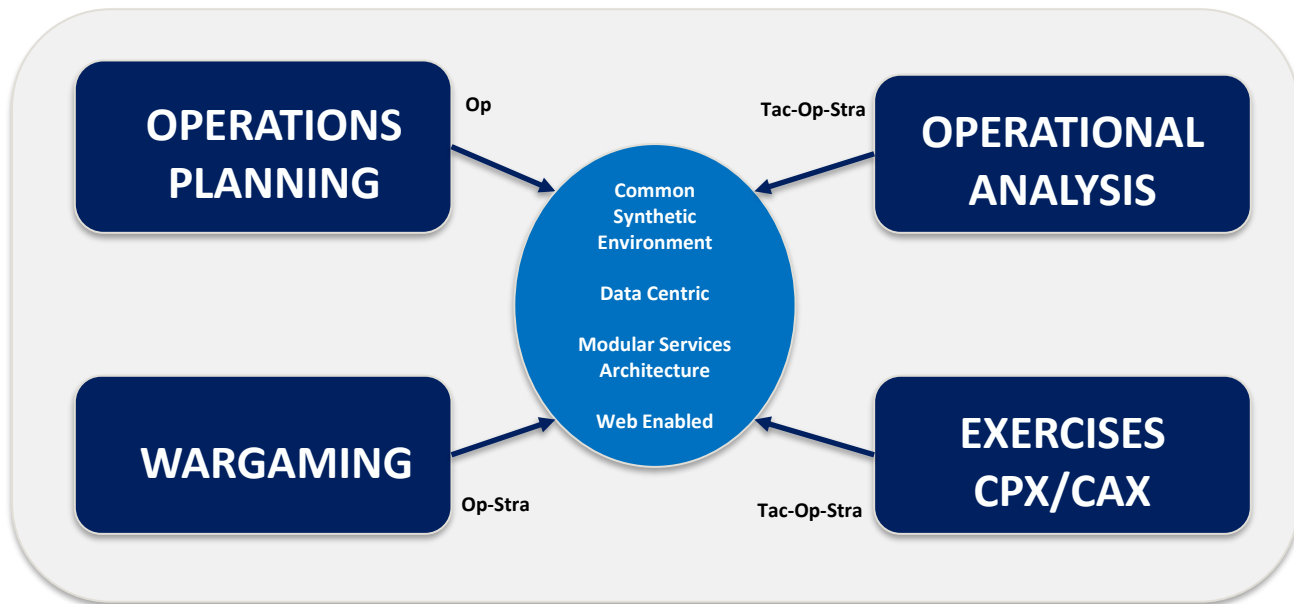 OPERATIONS
PLANNING
Op
Tac-Op-Stra
OPERATIONAL
ANALYSIS
Common
Synthetic
Environment
Data Centric
Modular Services
Architecture
Web Enabled
WARGAMING
Op-Stra
Tac-Op-Stra
EXERCISES
CPX/CAX